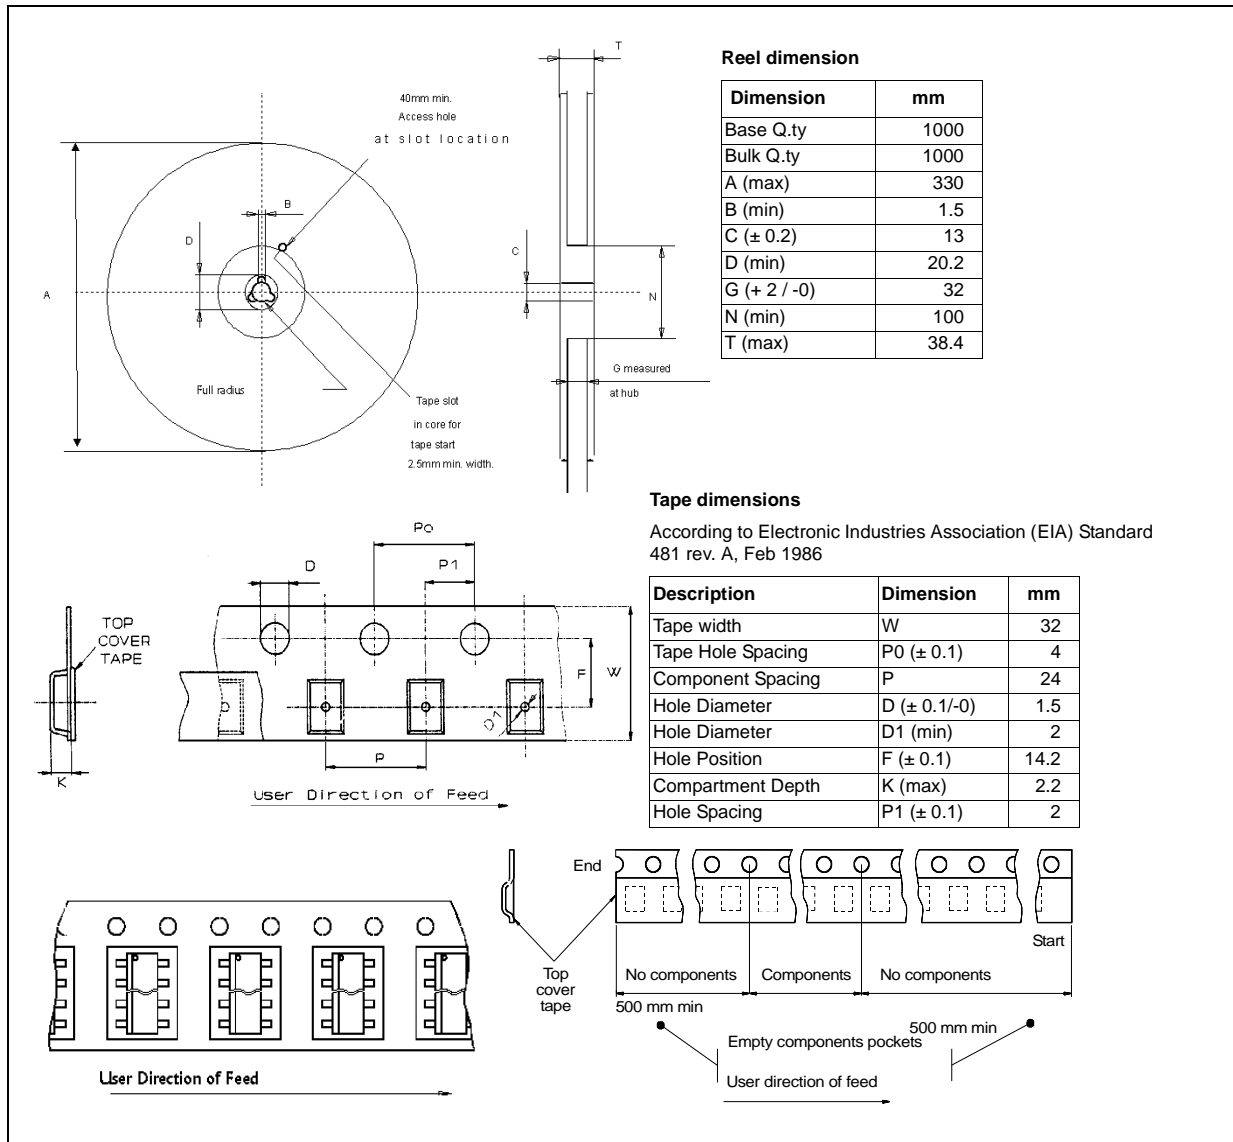 T
Reel dimension
Dimension mm
Base Q.ty 1000
Bulk Q.ty 1000
A (max) 330
B (min) 1.5
C (± 0.2) 13
D (min) 20.2
G (+ 2 / -0) 32
N (min) 100
T (max) 38.4
40mm min.
Access hole
at slot location
B
D
C
A
N
G measured
at hub
Full radius
Tape slot
in core for
tape start
2.5mm min. width.
Tape dimensions
According to Electronic Industries Association (EIA) Standard
481 rev. A, Feb 1986
Description Dimension mm
Tape width W 32
Tape Hole Spacing P0 (± 0.1) 4
Component Spacing P 24
Hole Diameter D (± 0.1/-0) 1.5
Hole Diameter D1 (min) 2
Hole Position F (± 0.1) 14.2
Compartment Depth K (max) 2.2
Hole Spacing P1 (± 0.1) 2
Po
D
P1
TOP
COVER
TAPE
F
W
D1
P
K
User Direction of Feed
End
Start
Top
cover
tape
No components Components No components
500 mm min
500 mm min
Empty components pockets
User direction of feed
User Direction of Feed